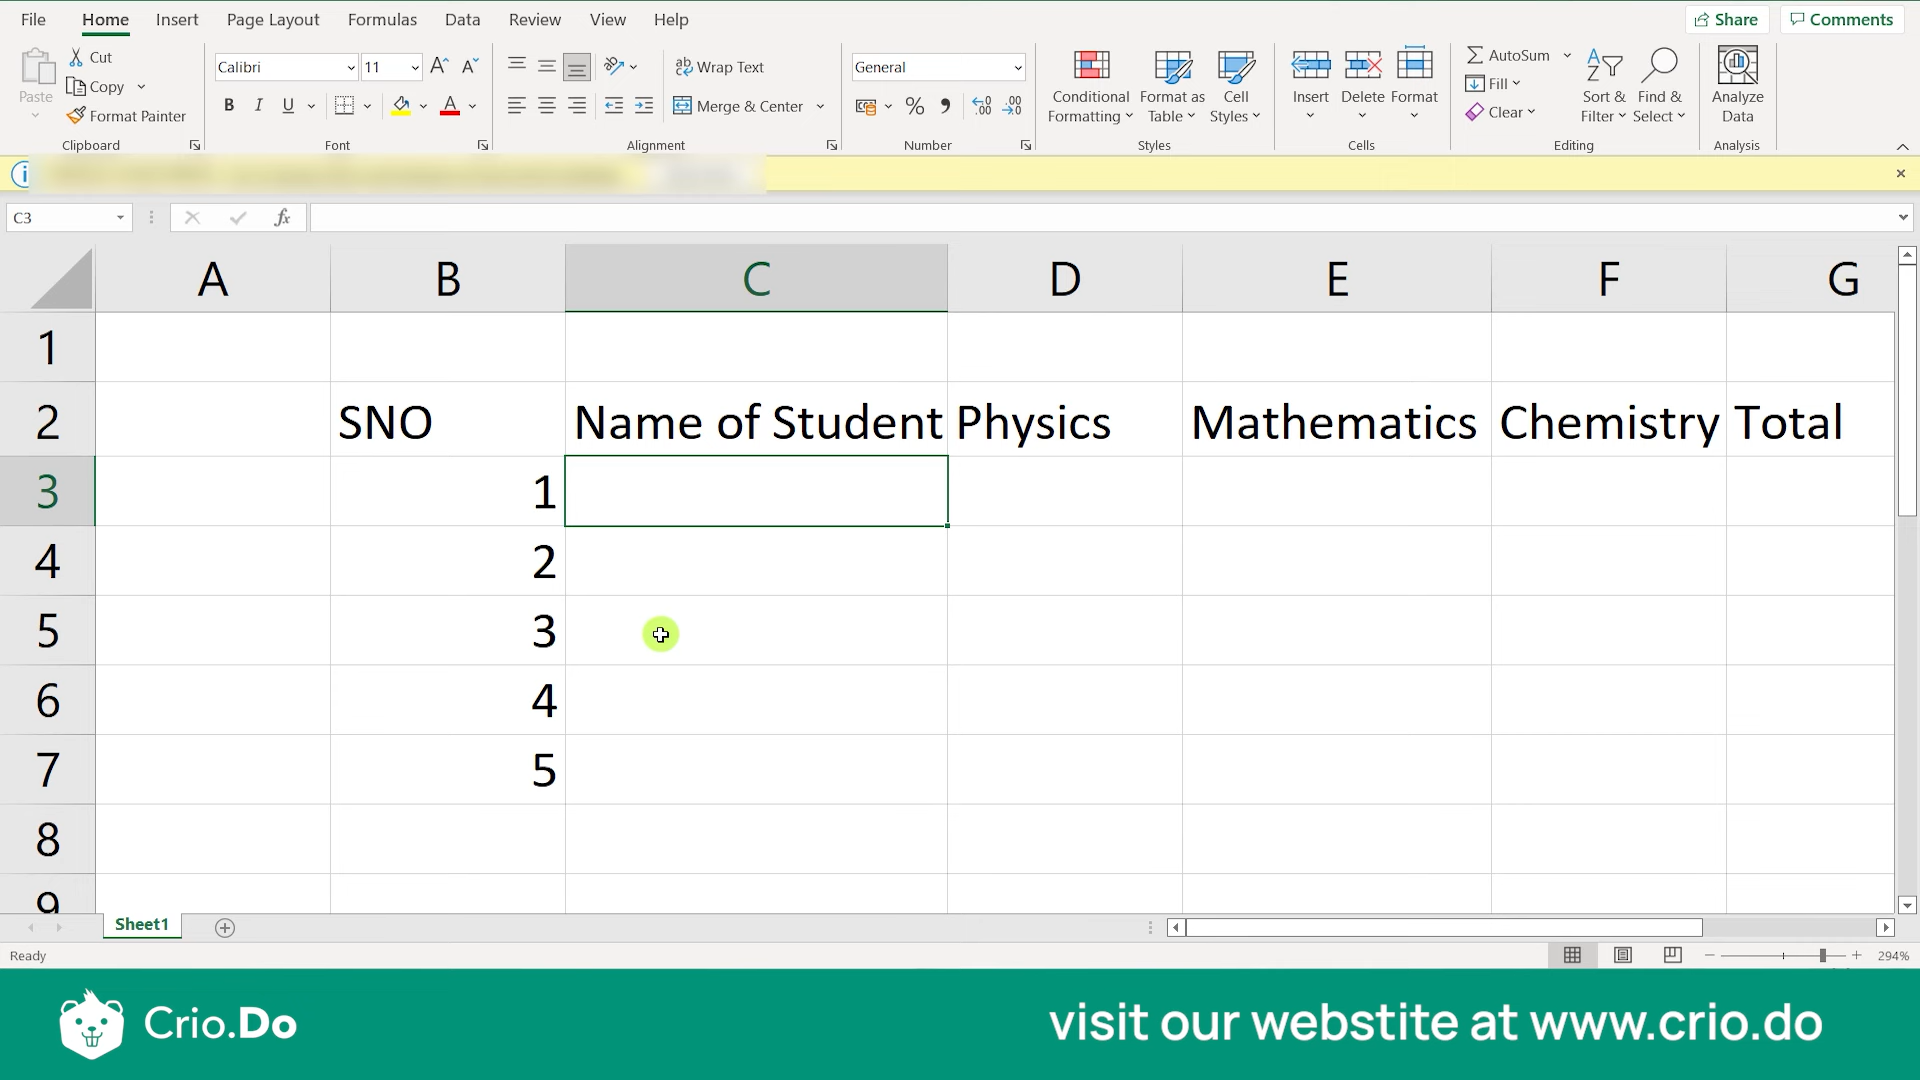 File Home Insert Page Layout Formulas Data Review View Help Share Comments
Paste Cut Copy Format Painter Clipboard
Calibri 11 B I U A Font
ab Wrap Text Merge & Center Alignment
General % Number
Conditional Formatting Format as Table Cell Styles Styles
Insert Delete Format Cells
AutoSum Fill Clear Sort & Filter Find & Select Editing
Analyze Data Analysis
C3 fx
A B C D E F G
1
2 SNO Name of Student Physics Mathematics Chemistry Total
3 1
4 2
5 3
6 4
7 5
8
9
Sheet1
Ready 294%
Crio.Do visit our webstite at www.crio.do